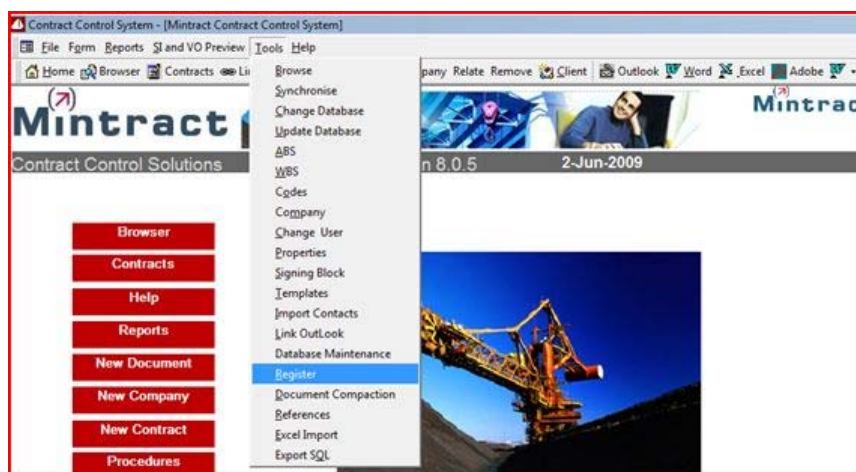 Contract Control System - [Mintract Contract Control System]
File Form Reports SI and VO Preview Tools Help
Home Browser Contracts Relate Remove Client Outlook Word Excel Adobe
Mintract
Mintrac
Contract Control Solutions 8.0.5 2-Jun-2009
Browser
Contracts
Help
Reports
New Document
New Company
New Contract
Procedures
Browse
Synchronise
Change Database
Update Database
ABS
WBS
Codes
Company
Change User
Properties
Signing Block
Templates
Import Contacts
Link OutLook
Database Maintenance
Register
Document Compaction
References
Excel Import
Export SQL